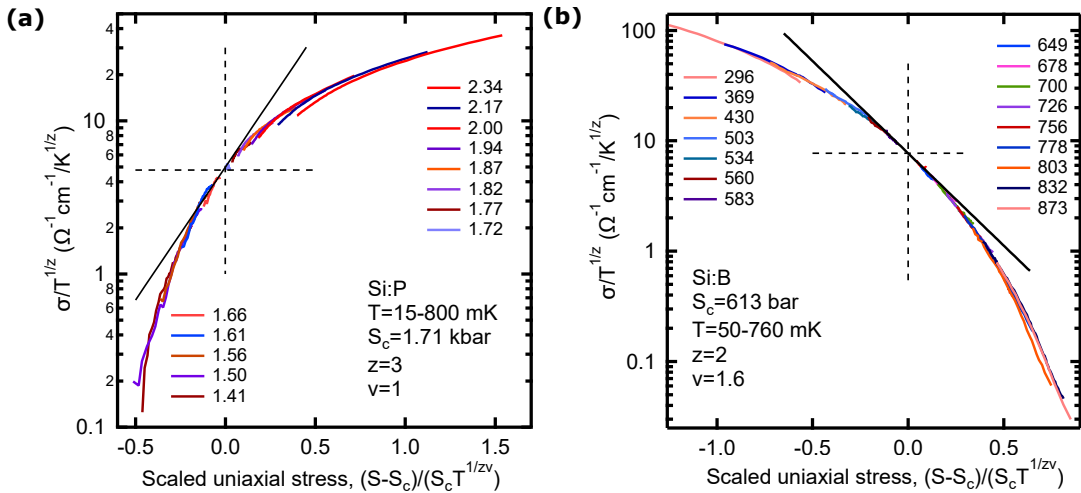 (a)
σ/T^{1/z} (Ω^{-1} cm^{-1}/K^{1/z})
4
2
10
8
6
4
2
1
8
6
4
2
0.1
2.34
2.17
2.00
1.94
1.87
1.82
1.77
1.72
1.66
1.61
1.56
1.50
1.41
Si:P
T=15-800 mK
S_c=1.71 kbar
z=3
v=1
-0.5 0.0 0.5 1.0 1.5
Scaled uniaxial stress, (S-S_c)/(S_cT^{1/zv})
(b)
σ/T^{1/z} (Ω^{-1} cm^{-1}/K^{1/z})
100
10
1
0.1
296
369
430
503
534
560
583
649
678
700
726
756
778
803
832
873
Si:B
S_c=613 bar
T=50-760 mK
z=2
v=1.6
-1.0 -0.5 0.0 0.5
Scaled uniaxial stress, (S-S_c)/(S_cT^{1/zv})